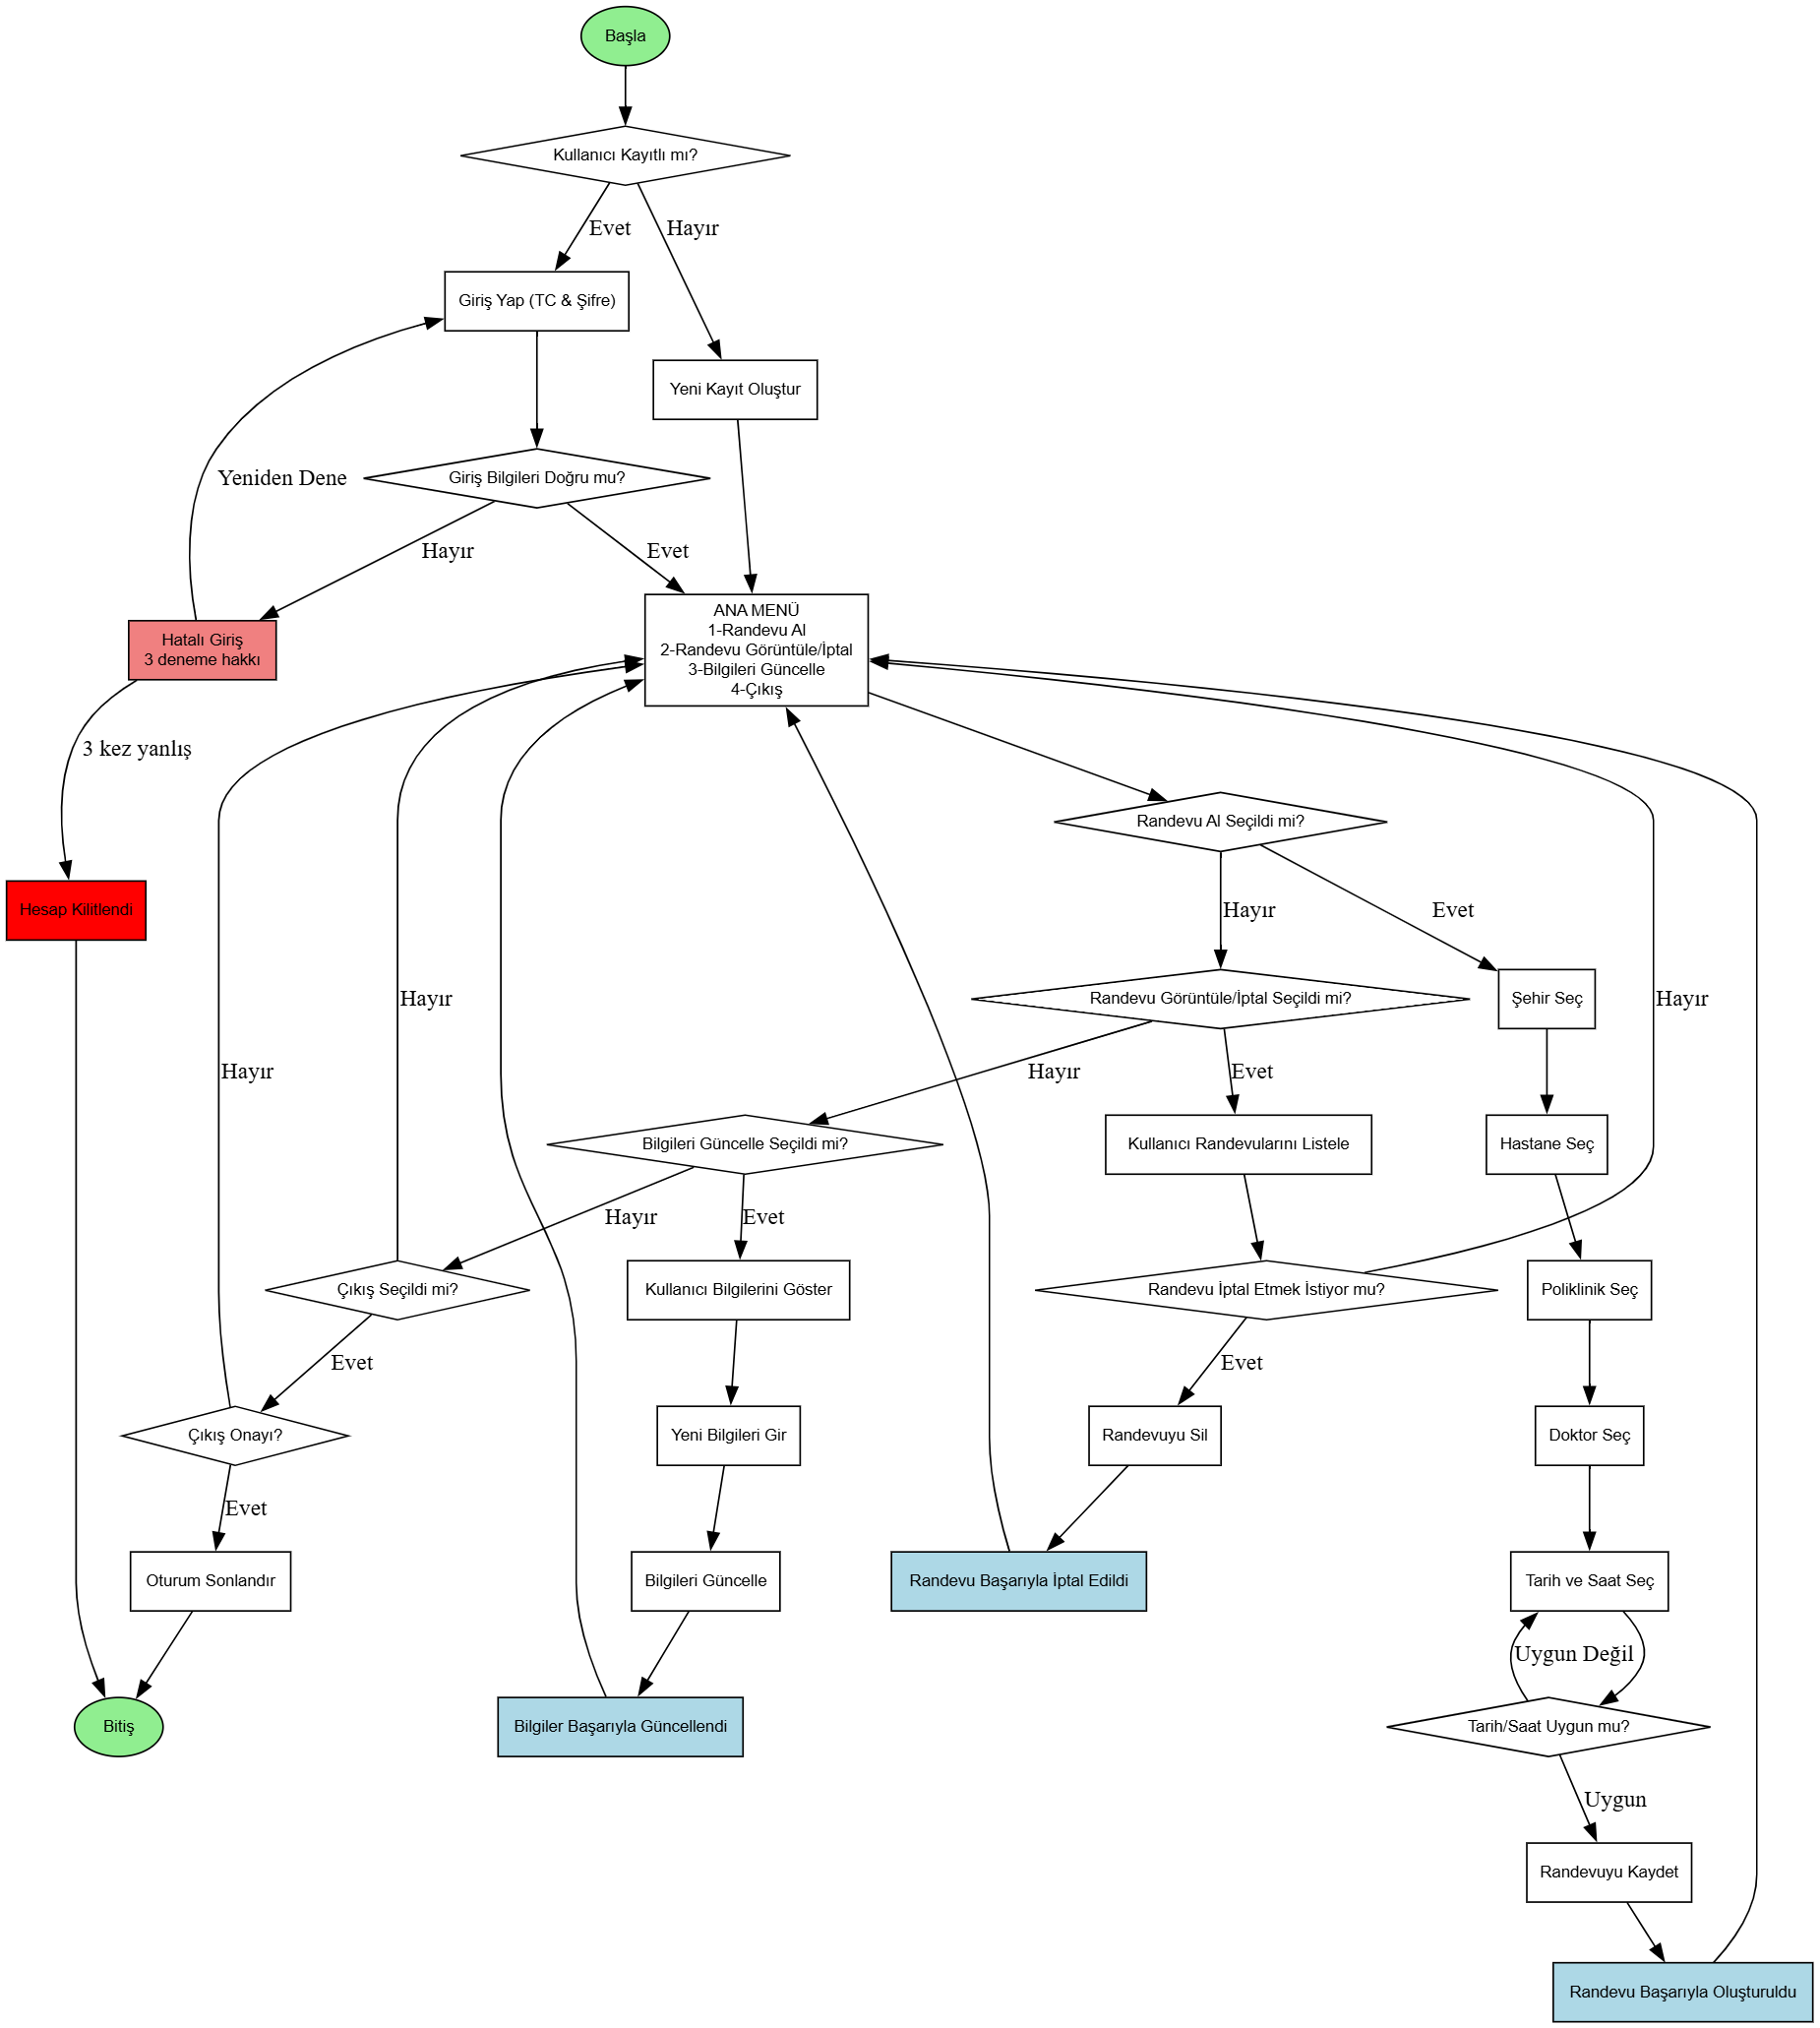 Başla
Kullanıcı Kayıtlı mı?
Evet
Hayır
Giriş Yap (TC & Şifre)
Yeni Kayıt Oluştur
Yeniden Dene
Giriş Bilgileri Doğru mu?
Hayır
Evet
Hatalı Giriş
3 deneme hakkı
ANA MENÜ
1-Randevu Al
2-Randevu Görüntüle/İptal
3-Bilgileri Güncelle
4-Çıkış
3 kez yanlış
Randevu Al Seçildi mi?
Hesap Kilitlendi
Hayır
Evet
Hayır
Randevu Görüntüle/İptal Seçildi mi?
Şehir Seç
Hayır
Hayır
Hayır
Evet
Bilgileri Güncelle Seçildi mi?
Kullanıcı Randevularını Listele
Hastane Seç
Hayır
Evet
Çıkış Seçildi mi?
Kullanıcı Bilgilerini Göster
Randevu İptal Etmek İstiyor mu?
Poliklinik Seç
Evet
Evet
Çıkış Onayı?
Yeni Bilgileri Gir
Randevuyu Sil
Doktor Seç
Evet
Oturum Sonlandır
Bilgileri Güncelle
Randevu Başarıyla İptal Edildi
Tarih ve Saat Seç
Uygun Değil
Bitiş
Bilgiler Başarıyla Güncellendi
Tarih/Saat Uygun mu?
Uygun
Randevuyu Kaydet
Randevu Başarıyla Oluşturuldu